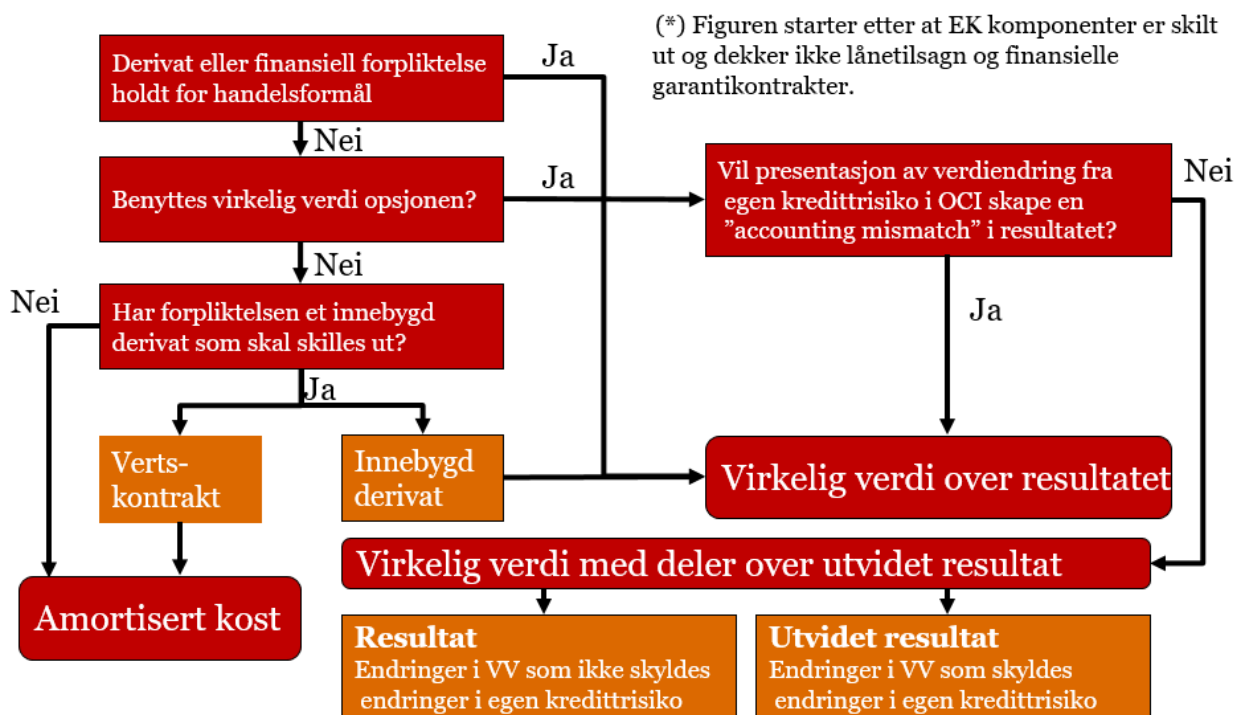 (*) Figuren starter etter at EK komponenter er skilt
ut og dekker ikke lånetilsagn og finansielle
garantikontrakter.
Derivat eller finansiell forpliktelse
holdt for handelsformål
Ja
Nei
Benyttes virkelig verdi opsjonen?
Ja
Vil presentasjon av verdiendring fra
egen kredittrisiko i OCI skape en
”accounting mismatch” i resultatet?
Nei
Nei
Nei
Har forpliktelsen et innebygd
derivat som skal skilles ut?
Ja
Ja
Verts-
kontrakt
Innebygd
derivat
Virkelig verdi over resultatet
Virkelig verdi med deler over utvidet resultat
Amortisert kost
Resultat
Endringer i VV som ikke skyldes
endringer i egen kredittrisiko
Utvidet resultat
Endringer i VV som skyldes
endringer i egen kredittrisiko